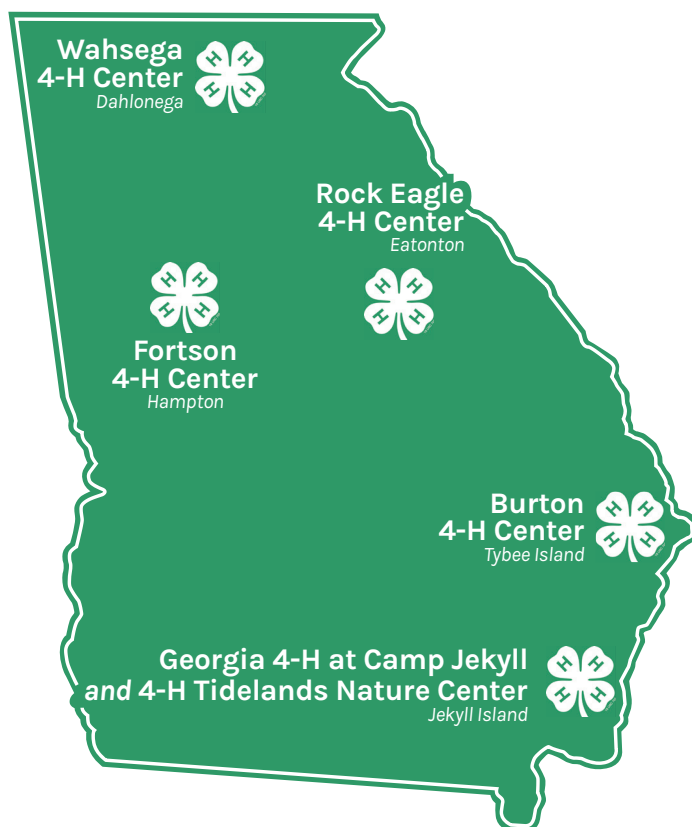 Wahsega
4-H Center
Dahlonega
H H
H H
Rock Eagle
4-H Center
Eatonton
H H
H H
H H
H H
Fortson
4-H Center
Hampton
Burton
4-H Center
Tybee Island
H H
H H
Georgia 4-H at Camp Jekyll
and 4-H Tidelands Nature Center
Jekyll Island
H H
H H